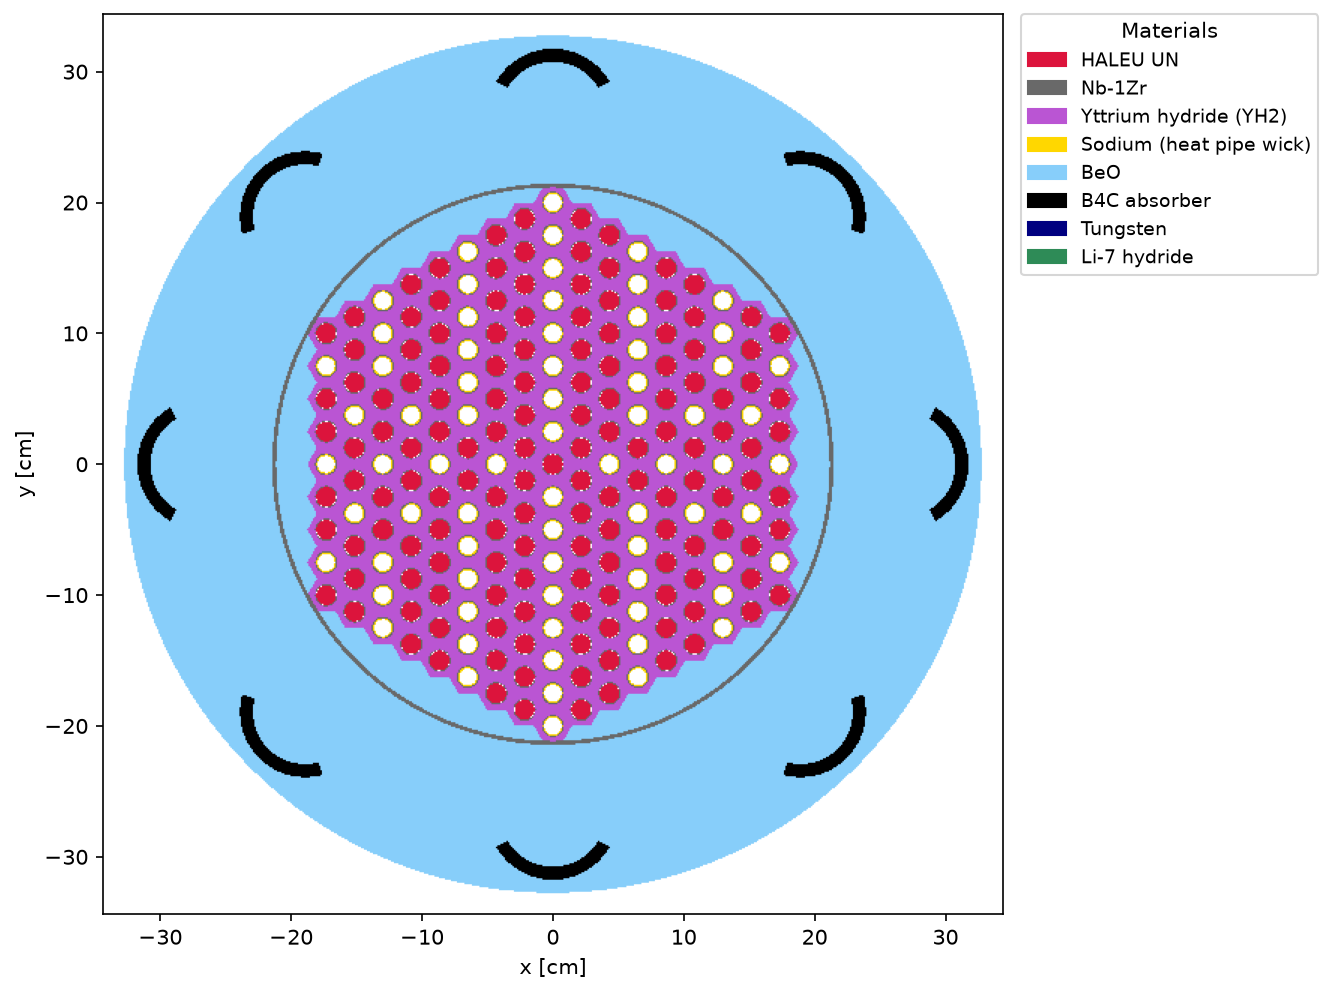 Materials
HALEU UN
Nb-1Zr
Yttrium hydride (YH2)
Sodium (heat pipe wick)
BeO
B4C absorber
Tungsten
Li-7 hydride
y [cm]
30
20
10
0
−10
−20
−30
−30 −20 −10 0 10 20 30
x [cm]